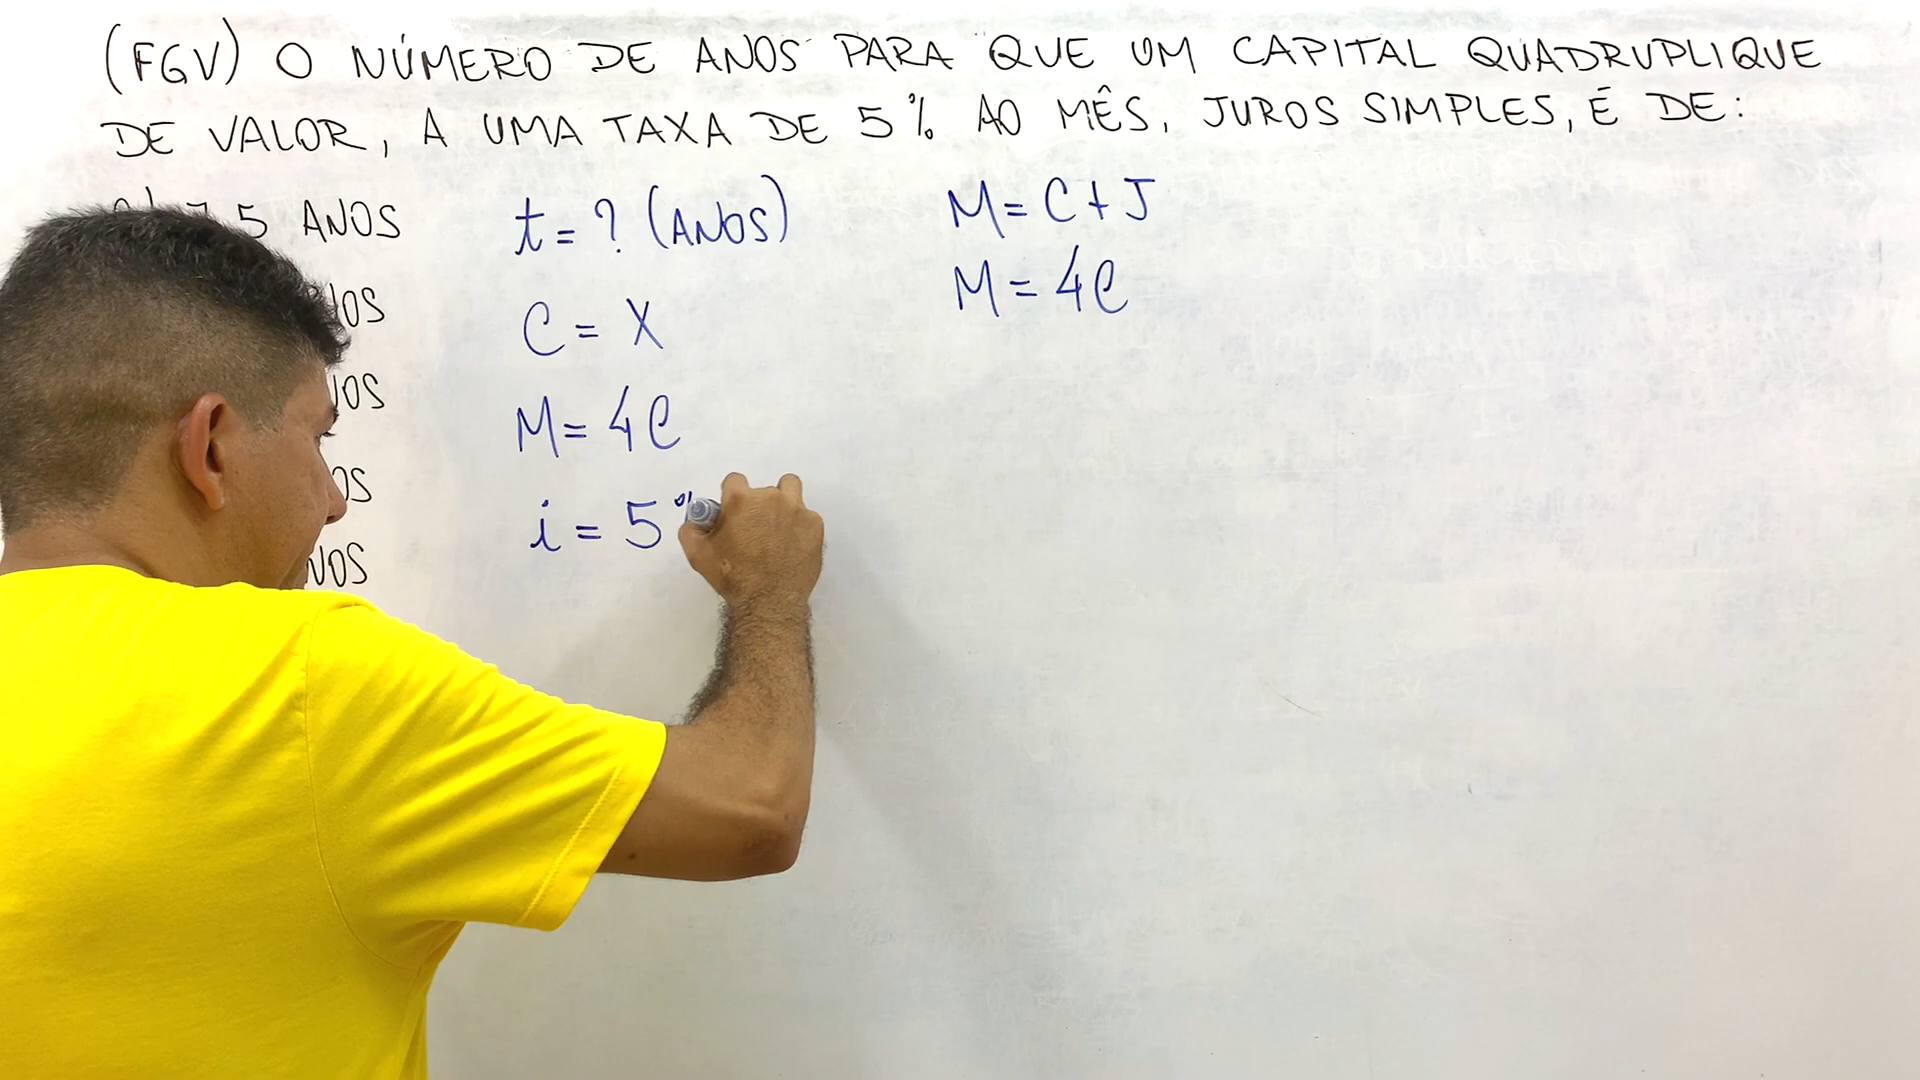 (FGV) O NÚMERO DE ANOS PARA QUE UM CAPITAL QUADRUPLIQUE
DE VALOR, A UMA TAXA DE 5% AO MÊS, JUROS SIMPLES, É DE:
5 ANOS
t = ? (ANOS)
C = X
M = 4C
i = 5%
M = C + J
M = 4C